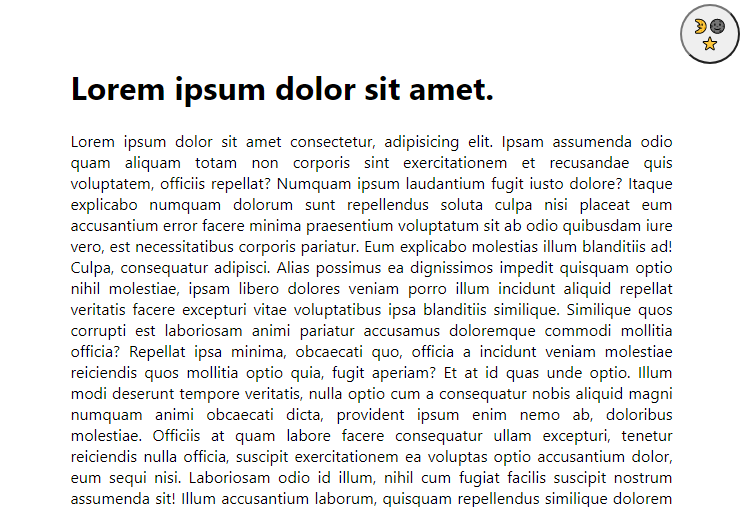 Lorem ipsum dolor sit amet.
Lorem ipsum dolor sit amet consectetur, adipisicing elit. Ipsam assumenda odio
quam aliquam totam non corporis sint exercitationem et recusandae quis
voluptatem, officiis repellat? Numquam ipsum laudantium fugit iusto dolore? Itaque
explicabo numquam dolorum sunt repellendus soluta culpa nisi placeat eum
accusantium error facere minima praesentium voluptatum sit ab odio quibusdam iure
vero, est necessitatibus corporis pariatur. Eum explicabo molestias illum blanditiis ad!
Culpa, consequatur adipisci. Alias possimus ea dignissimos impedit quisquam optio
nihil molestiae, ipsam libero dolores veniam porro illum incidunt aliquid repellat
veritatis facere excepturi vitae voluptatibus ipsa blanditiis similique. Similique quos
corrupti est laboriosam animi pariatur accusamus doloremque commodi mollitia
officia? Repellat ipsa minima, obcaecati quo, officia a incidunt veniam molestiae
reiciendis quos mollitia optio quia, fugit aperiam? Et at id quas unde optio. Illum
modi deserunt tempore veritatis, nulla optio cum a consequatur nobis aliquid magni
numquam animi obcaecati dicta, provident ipsum enim nemo ab, doloribus
molestiae. Officiis at quam labore facere consequatur ullam excepturi, tenetur
reiciendis nulla officia, suscipit exercitationem ea voluptas optio accusantium dolor,
eum sequi nisi. Laboriosam odio id illum, nihil cum fugiat facilis suscipit nostrum
assumenda sit! Illum accusantium laborum, quisquam repellendus similique dolorem